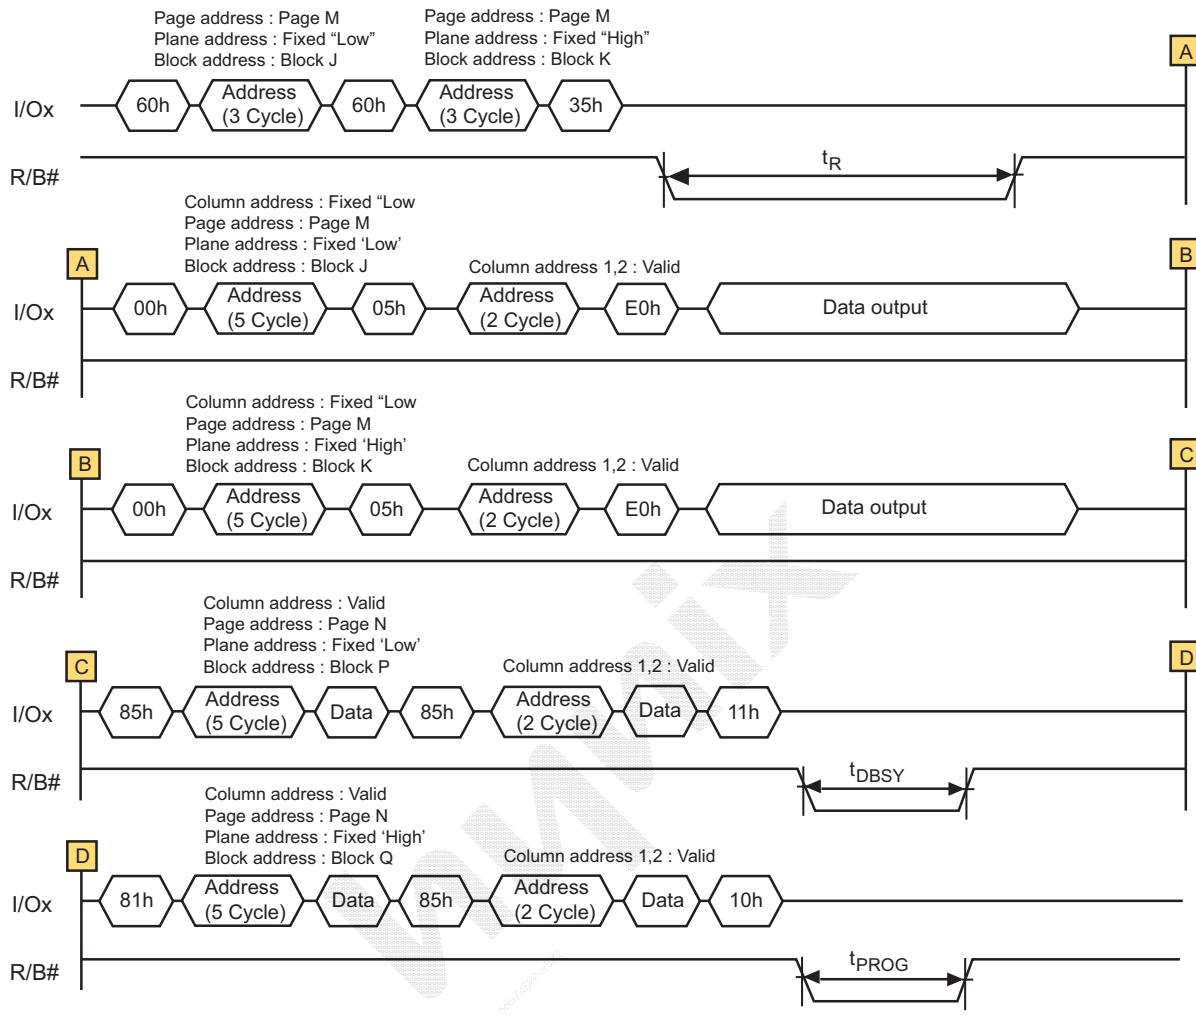 Page address : Page M
Plane address : Fixed “Low”
Block address : Block J
Page address : Page M
Plane address : Fixed “High”
Block address : Block K
A
I/Ox
60h
Address
(3 Cycle)
60h
Address
(3 Cycle)
35h
R/B#
tR
Column address : Fixed “Low
Page address : Page M
Plane address : Fixed ‘Low’
Block address : Block J
Column address 1,2 : Valid
A
B
I/Ox
00h
Address
(5 Cycle)
05h
Address
(2 Cycle)
E0h
Data output
R/B#
Column address : Fixed “Low
Page address : Page M
Plane address : Fixed ‘High’
Block address : Block K
Column address 1,2 : Valid
B
C
I/Ox
00h
Address
(5 Cycle)
05h
Address
(2 Cycle)
E0h
Data output
R/B#
Column address : Valid
Page address : Page N
Plane address : Fixed ‘Low’
Block address : Block P
Column address 1,2 : Valid
C
D
I/Ox
85h
Address
(5 Cycle)
Data
85h
Address
(2 Cycle)
Data
11h
R/B#
tDBSY
Column address : Valid
Page address : Page N
Plane address : Fixed ‘High’
Block address : Block Q
Column address 1,2 : Valid
D
I/Ox
81h
Address
(5 Cycle)
Data
85h
Address
(2 Cycle)
Data
10h
R/B#
tPROG